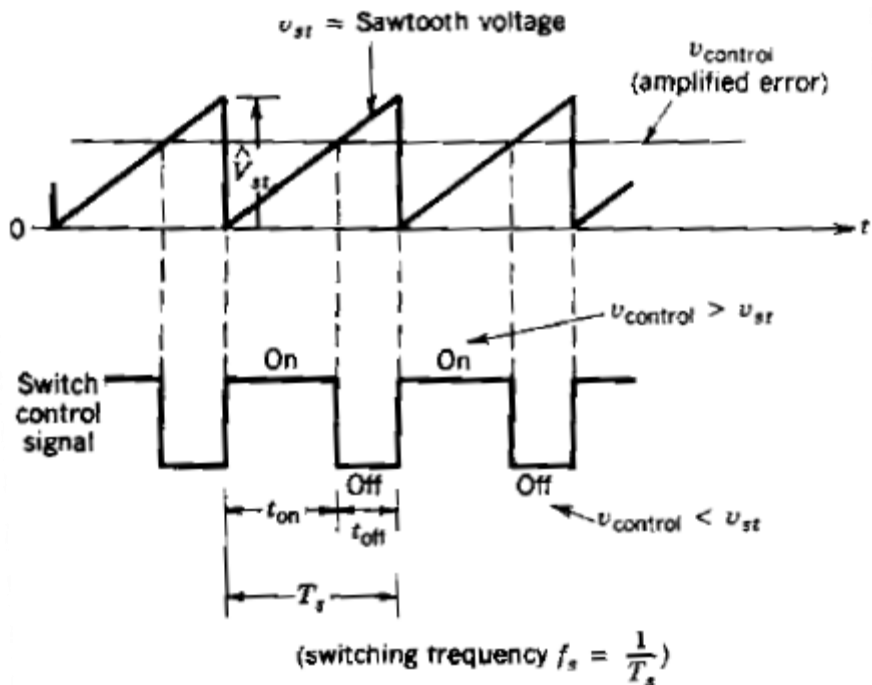 v_st = Sawtooth voltage
v_control
(amplified error)
V̂_st
0
t
v_control > v_st
On
On
Switch
control
signal
Off
Off
t_on
t_off
v_control < v_st
T_s
(switching frequency f_s = 1/T_s)